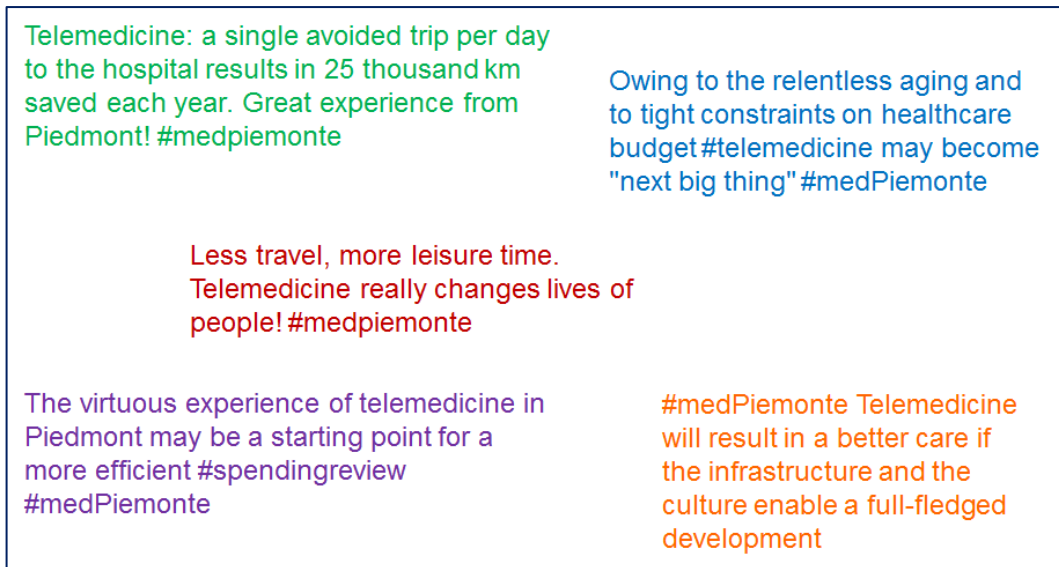 Telemedicine: a single avoided trip per day
to the hospital results in 25 thousand km
saved each year. Great experience from
Piedmont! #medpiemonte
Owing to the relentless aging and
to tight constraints on healthcare
budget #telemedicine may become
"next big thing" #medPiemonte
Less travel, more leisure time.
Telemedicine really changes lives of
people! #medpiemonte
The virtuous experience of telemedicine in
Piedmont may be a starting point for a
more efficient #spendingreview
#medPiemonte
#medPiemonte Telemedicine
will result in a better care if
the infrastructure and the
culture enable a full-fledged
development